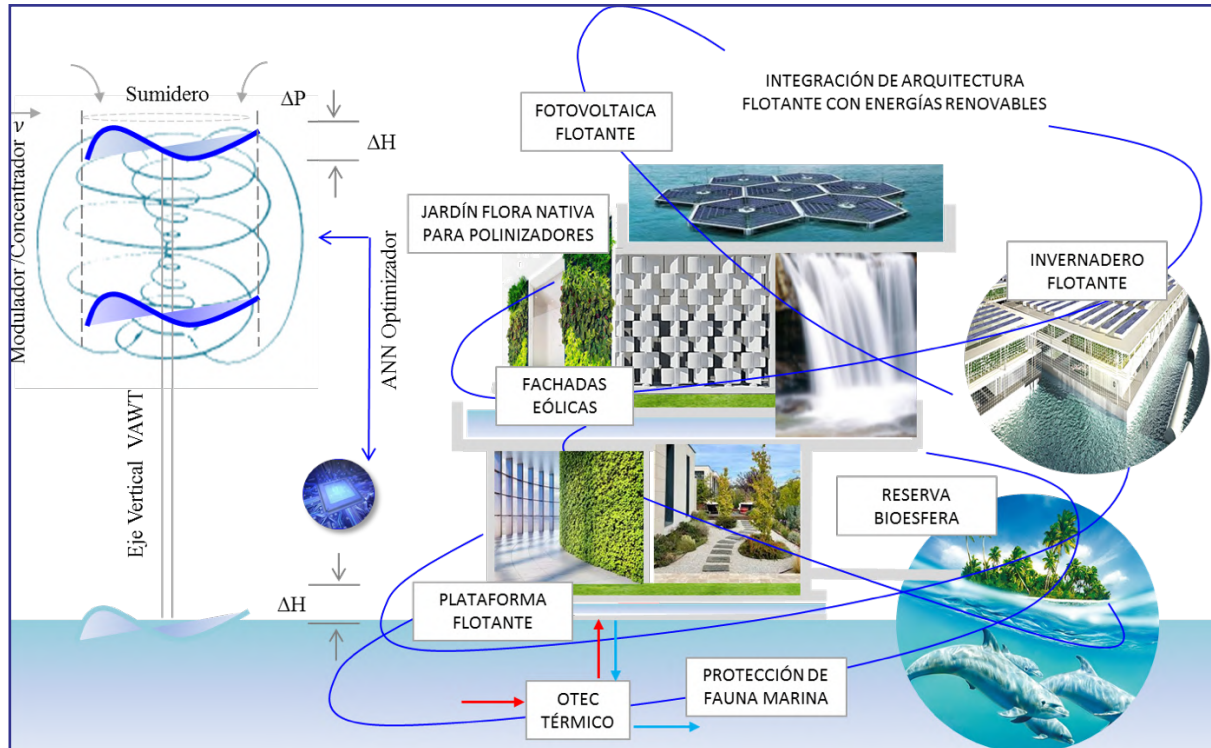 Sumidero
ΔP
ΔH
ν
Modulador /Concentrador
ANN Optimizador
Eje Vertical VAWT
ΔH
INTEGRACIÓN DE ARQUITECTURA
FLOTANTE CON ENERGÍAS RENOVABLES
FOTOVOLTAICA
FLOTANTE
JARDÍN FLORA NATIVA
PARA POLINIZADORES
INVERNADERO
FLOTANTE
FACHADAS
EÓLICAS
RESERVA
BIOESFERA
PLATAFORMA
FLOTANTE
PROTECCIÓN DE
FAUNA MARINA
OTEC
TÉRMICO